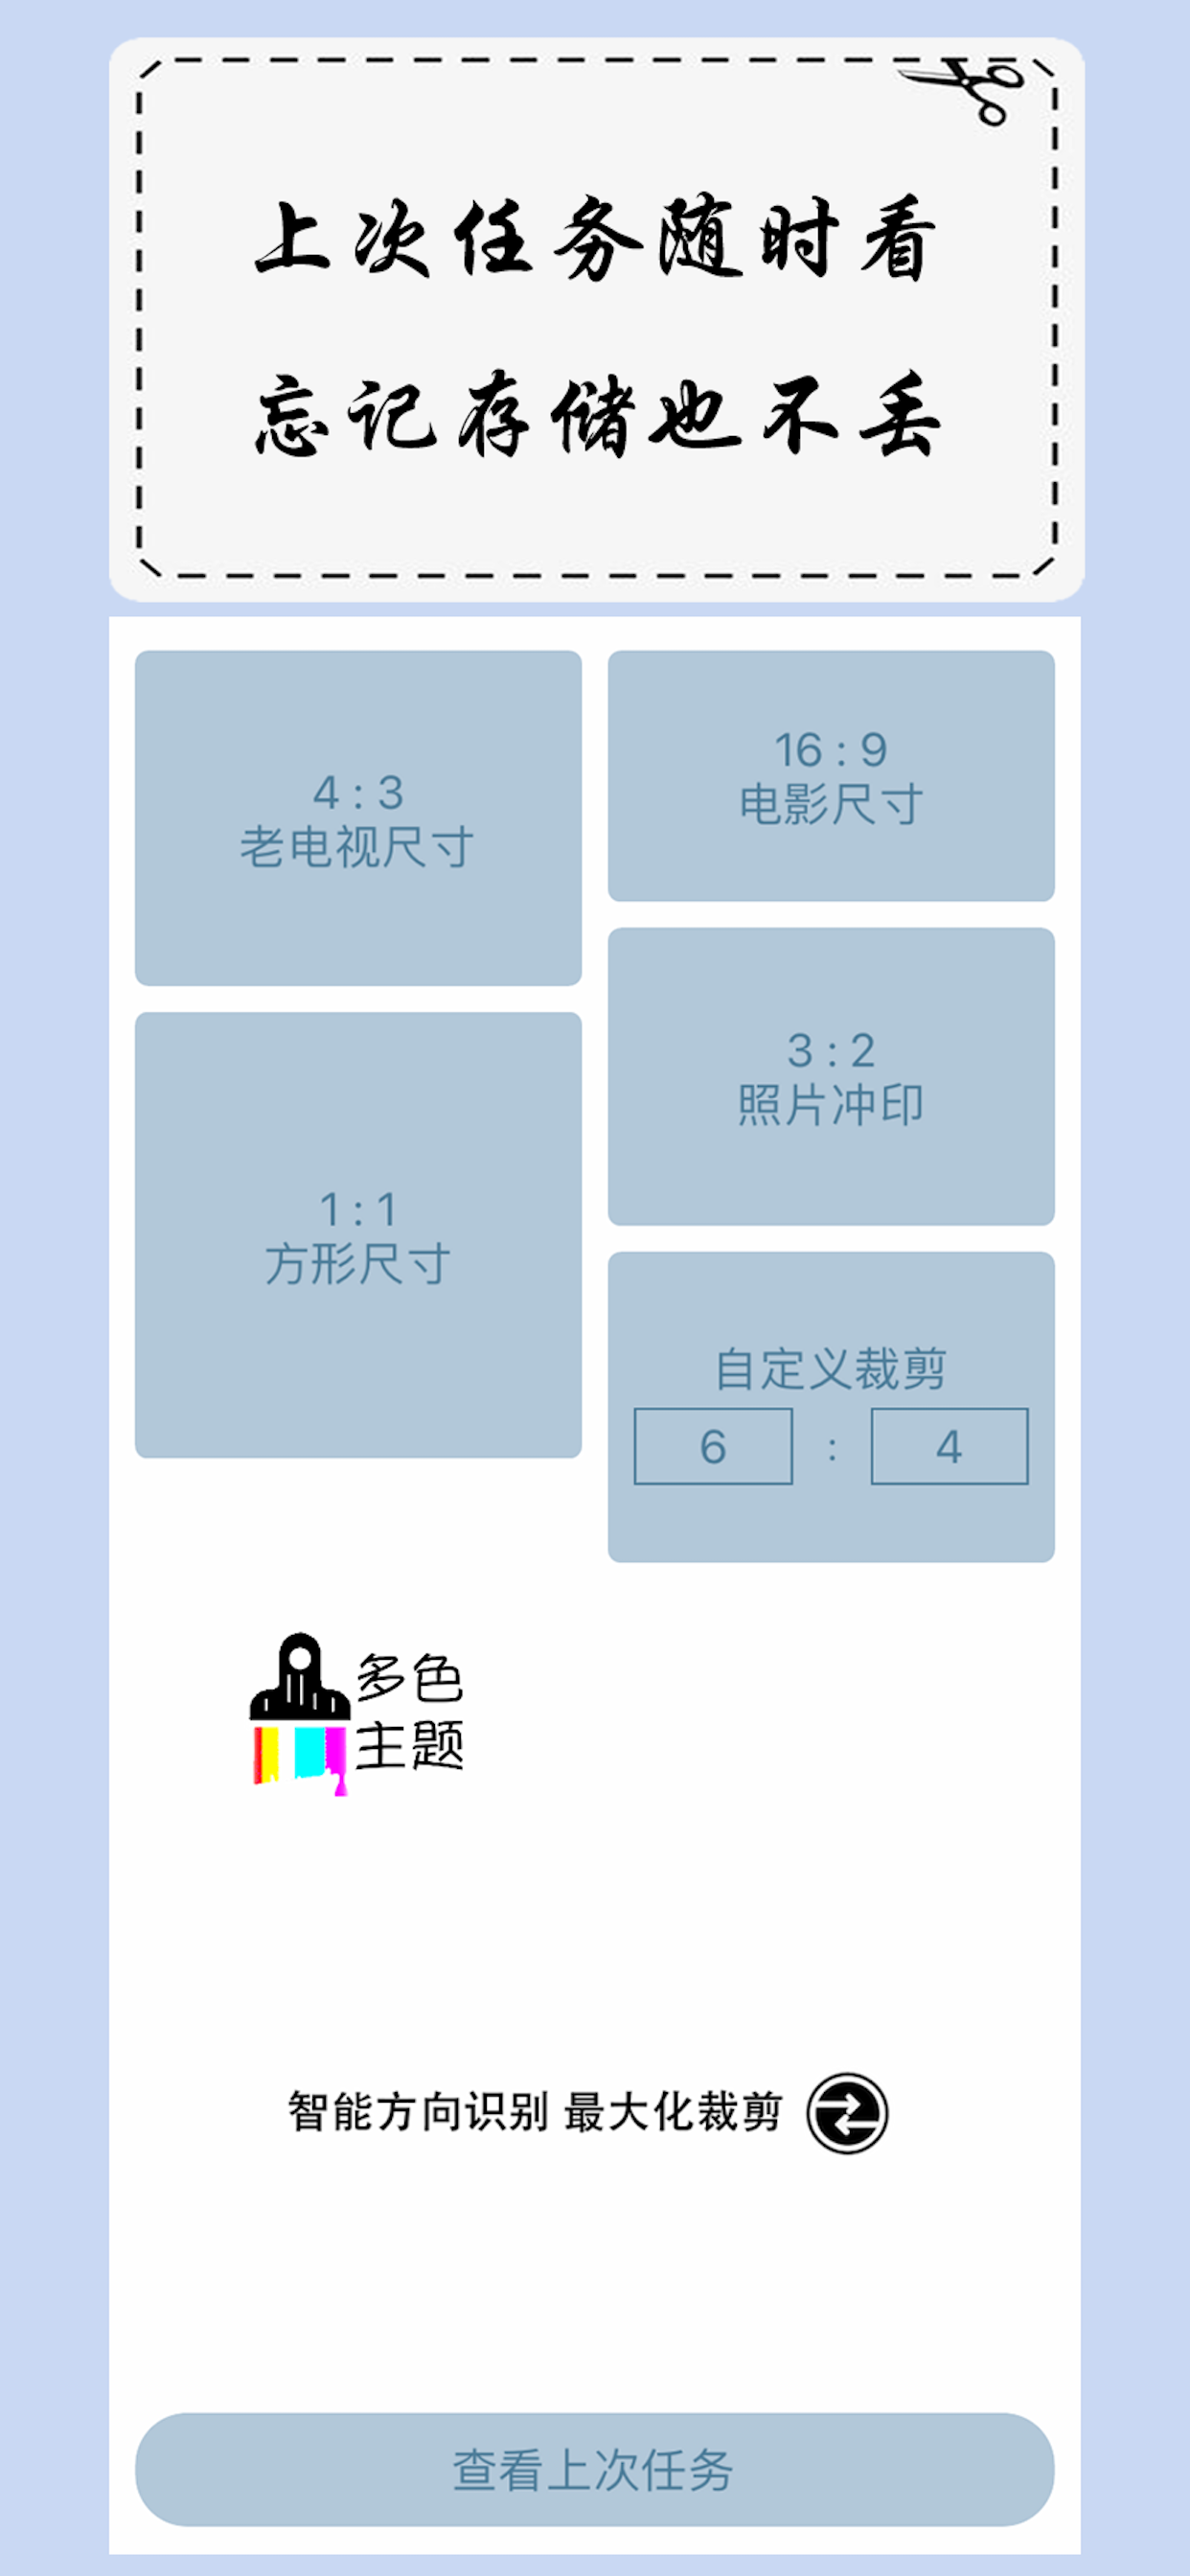 上次任务随时看
忘记存储也不丢
4 : 3
老电视尺寸
16 : 9
电影尺寸
3 : 2
照片冲印
1 : 1
方形尺寸
自定义裁剪
6 : 4
多色
主题
智能方向识别 最大化裁剪
查看上次任务